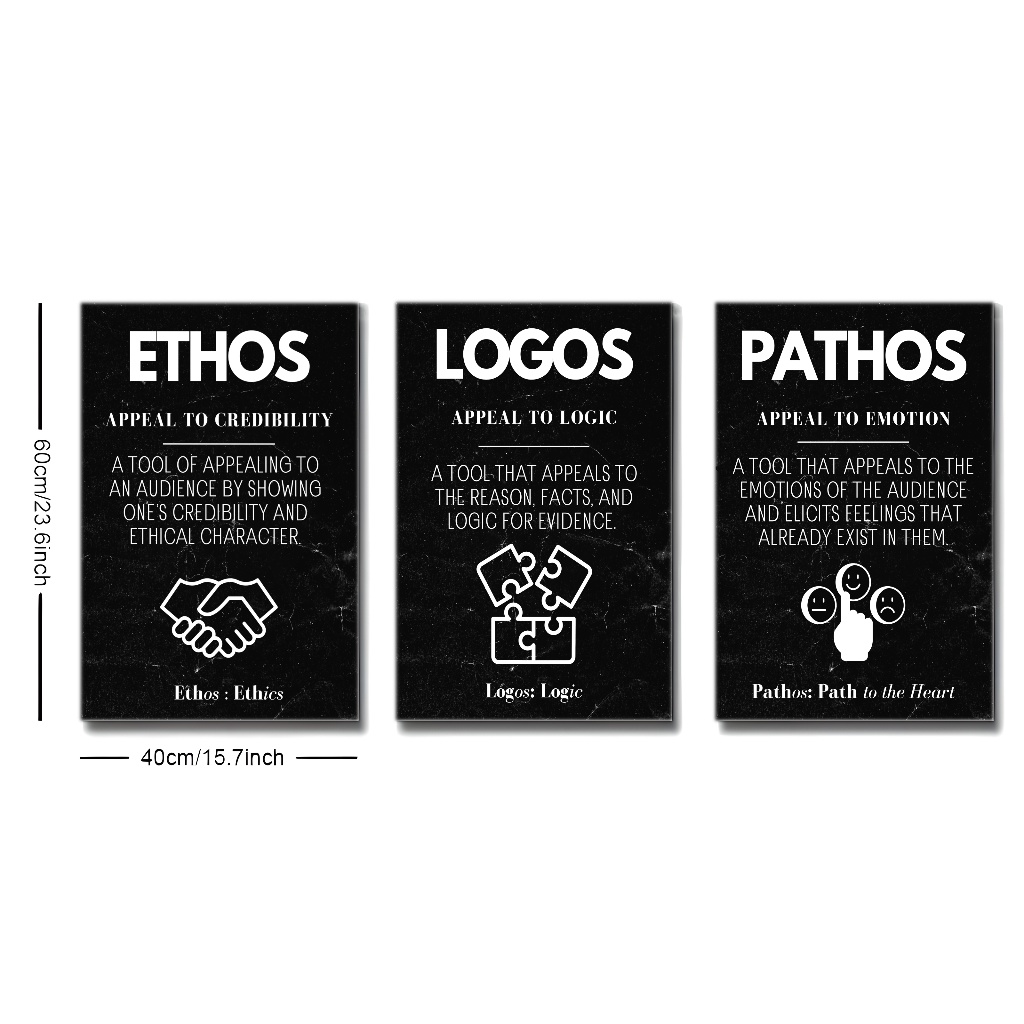 ETHOS
APPEAL TO CREDIBILITY
A TOOL OF APPEALING TO
AN AUDIENCE BY SHOWING
ONE'S CREDIBILITY AND
ETHICAL CHARACTER.
Ethos : Ethics
LOGOS
APPEAL TO LOGIC
A TOOL THAT APPEALS TO
THE REASON, FACTS, AND
LOGIC FOR EVIDENCE.
Logos: Logic
PATHOS
APPEAL TO EMOTION
A TOOL THAT APPEALS TO THE
EMOTIONS OF THE AUDIENCE
AND ELICITS FEELINGS THAT
ALREADY EXIST IN THEM.
Pathos: Path to the Heart
60cm/23.6inch
40cm/15.7inch